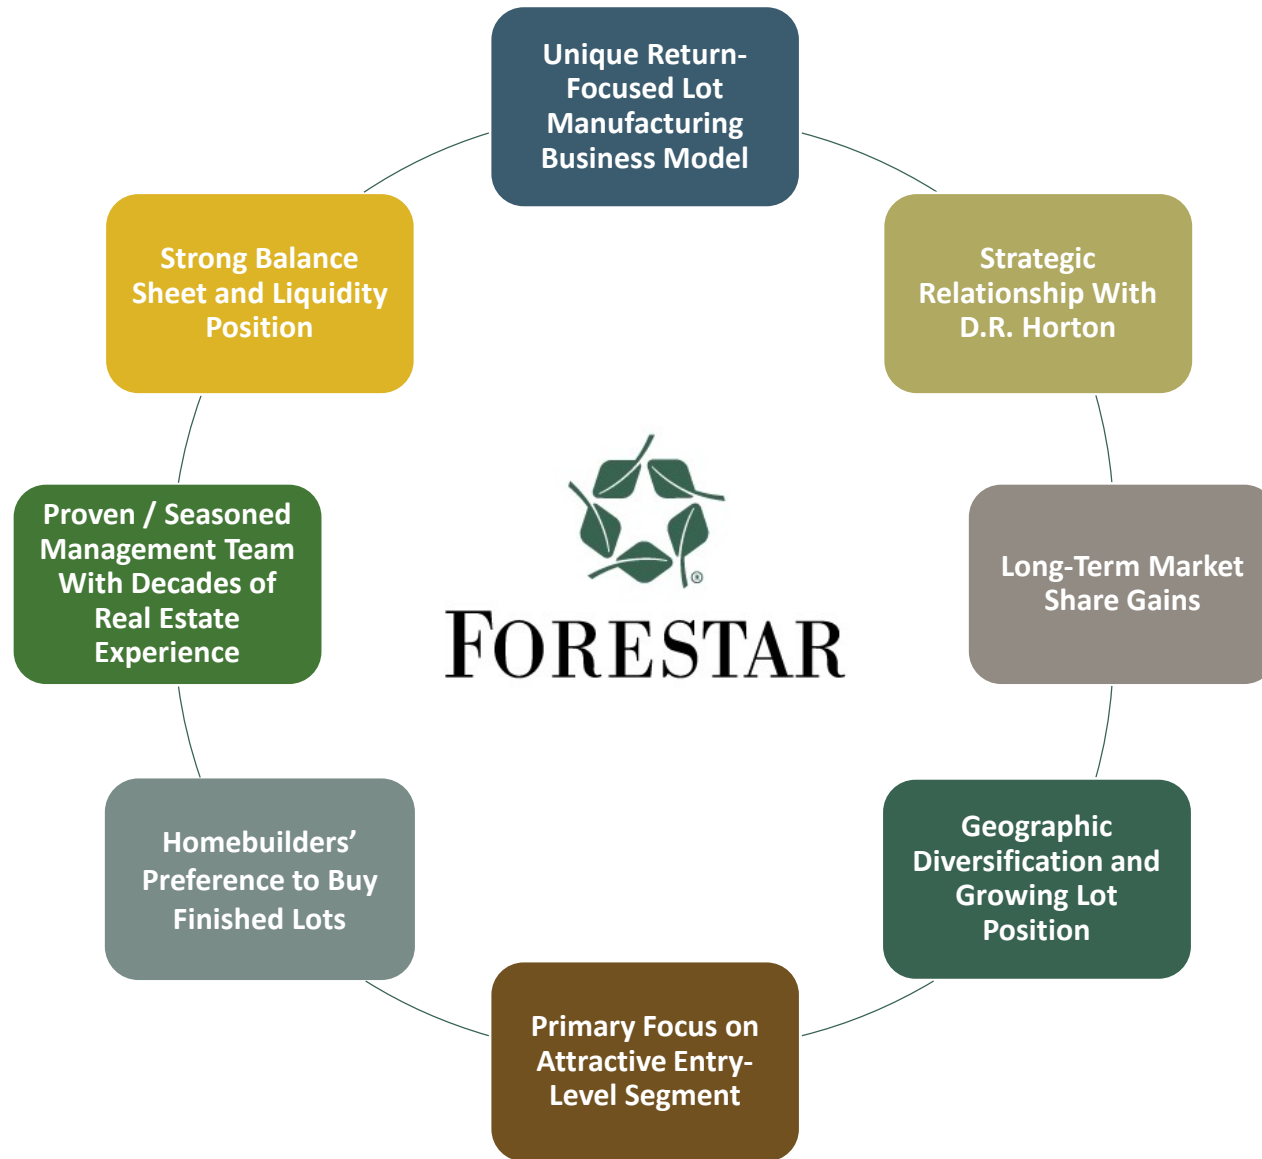 Unique Return-
Focused Lot
Manufacturing
Business Model
Strategic
Relationship With
D.R. Horton
Long-Term Market
Share Gains
Geographic
Diversification and
Growing Lot
Position
Primary Focus on
Attractive Entry-
Level Segment
Homebuilders’
Preference to Buy
Finished Lots
Proven / Seasoned
Management Team
With Decades of
Real Estate
Experience
Strong Balance
Sheet and Liquidity
Position
®
FORESTAR